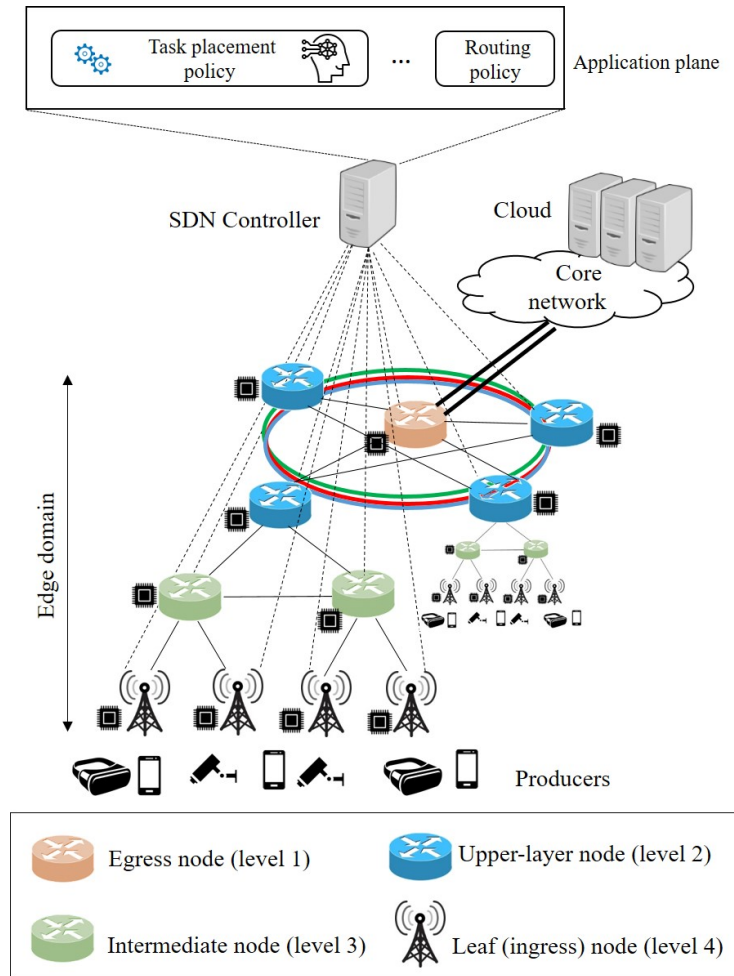 Task placement
policy
...
Routing
policy
Application plane
SDN Controller
Cloud
Core
network
Edge domain
Producers
Egress node (level 1)
Upper-layer node (level 2)
Intermediate node (level 3)
Leaf (ingress) node (level 4)